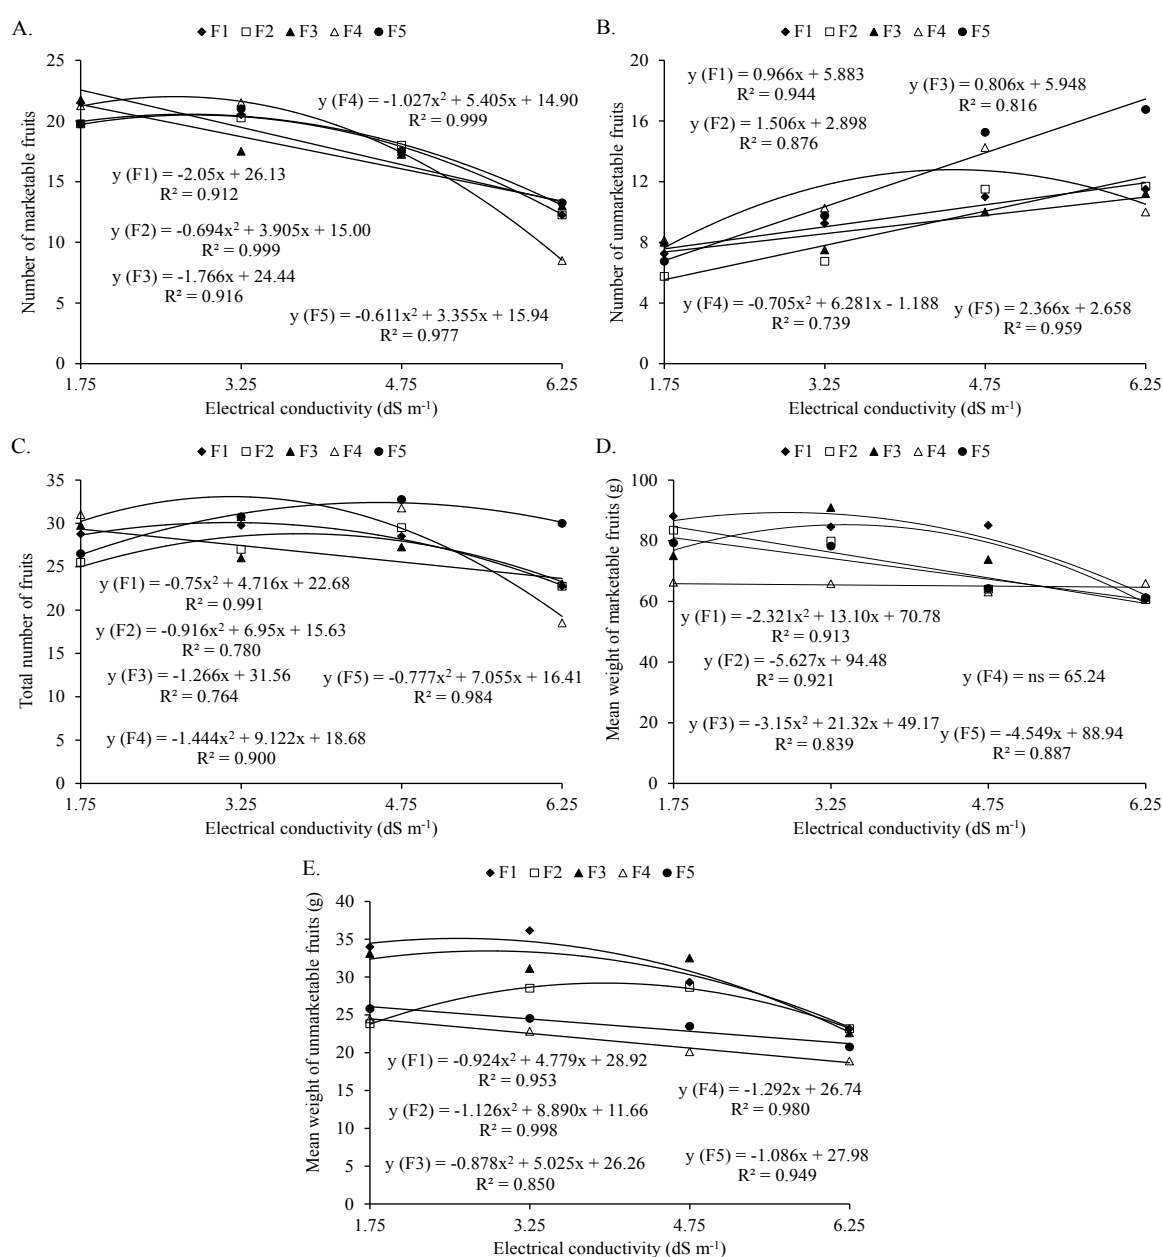 A.
F1 F2 F3 F4 F5
Number of marketable fruits
25
20
15
10
5
0
y (F4) = -1.027x² + 5.405x + 14.90
R² = 0.999
y (F1) = -2.05x + 26.13
R² = 0.912
y (F2) = -0.694x² + 3.905x + 15.00
R² = 0.999
y (F3) = -1.766x + 24.44
R² = 0.916
y (F5) = -0.611x² + 3.355x + 15.94
R² = 0.977
1.75 3.25 4.75 6.25
Electrical conductivity (dS m⁻¹)
B.
F1 F2 F3 F4 F5
Number of unmarketable fruits
20
16
12
8
4
0
y (F1) = 0.966x + 5.883
R² = 0.944
y (F3) = 0.806x + 5.948
R² = 0.816
y (F2) = 1.506x + 2.898
R² = 0.876
y (F4) = -0.705x² + 6.281x - 1.188
R² = 0.739
y (F5) = 2.366x + 2.658
R² = 0.959
1.75 3.25 4.75 6.25
Electrical conductivity (dS m⁻¹)
C.
F1 F2 F3 F4 F5
Total number of fruits
35
30
25
20
15
10
5
0
y (F1) = -0.75x² + 4.716x + 22.68
R² = 0.991
y (F2) = -0.916x² + 6.95x + 15.63
R² = 0.780
y (F3) = -1.266x + 31.56
R² = 0.764
y (F5) = -0.777x² + 7.055x + 16.41
R² = 0.984
y (F4) = -1.444x² + 9.122x + 18.68
R² = 0.900
1.75 3.25 4.75 6.25
Electrical conductivity (dS m⁻¹)
D.
F1 F2 F3 F4 F5
Mean weight of marketable fruits (g)
100
80
60
40
20
0
y (F1) = -2.321x² + 13.10x + 70.78
R² = 0.913
y (F2) = -5.627x + 94.48
R² = 0.921
y (F4) = ns = 65.24
y (F3) = -3.15x² + 21.32x + 49.17
R² = 0.839
y (F5) = -4.549x + 88.94
R² = 0.887
1.75 3.25 4.75 6.25
Electrical conductivity (dS m⁻¹)
E.
F1 F2 F3 F4 F5
Mean weight of unmarketable fruits (g)
40
35
30
25
20
15
10
5
0
y (F1) = -0.924x² + 4.779x + 28.92
R² = 0.953
y (F4) = -1.292x + 26.74
R² = 0.980
y (F2) = -1.126x² + 8.890x + 11.66
R² = 0.998
y (F3) = -0.878x² + 5.025x + 26.26
R² = 0.850
y (F5) = -1.086x + 27.98
R² = 0.949
1.75 3.25 4.75 6.25
Electrical conductivity (dS m⁻¹)